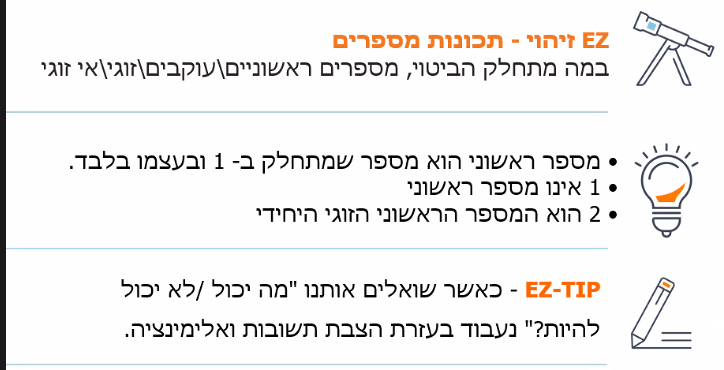 EZ זיהוי - תכונות מספרים
במה מתחלק הביטוי, מספרים ראשוניים\עוקבים\זוגי\אי זוגי
• מספר ראשוני הוא מספר שמתחלק ב- 1 ובעצמו בלבד.
• 1 אינו מספר ראשוני
• 2 הוא המספר הראשוני הזוגי היחידי
EZ-TIP - כאשר שואלים אותנו "מה יכול /לא יכול
להיות?" נעבוד בעזרת הצבת תשובות ואלימינציה.